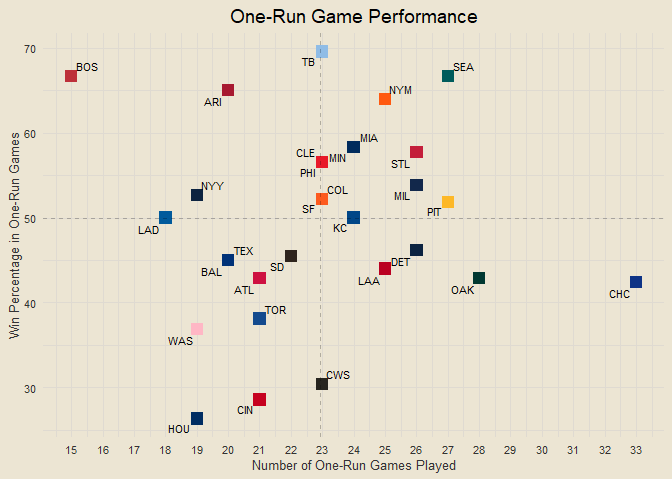 One-Run Game Performance
70
TB
BOS
SEA
ARI
NYM
60
MIA
CLE
MIN
STL
PHI
NYY
COL
MIL
SF
PIT
50
LAD
KC
TEX
SD
DET
BAL
ATL
LAA
OAK
CHC
40
TOR
WAS
CWS
30
CIN
HOU
15 16 17 18 19 20 21 22 23 24 25 26 27 28 29 30 31 32 33
Number of One-Run Games Played
Win Percentage in One-Run Games